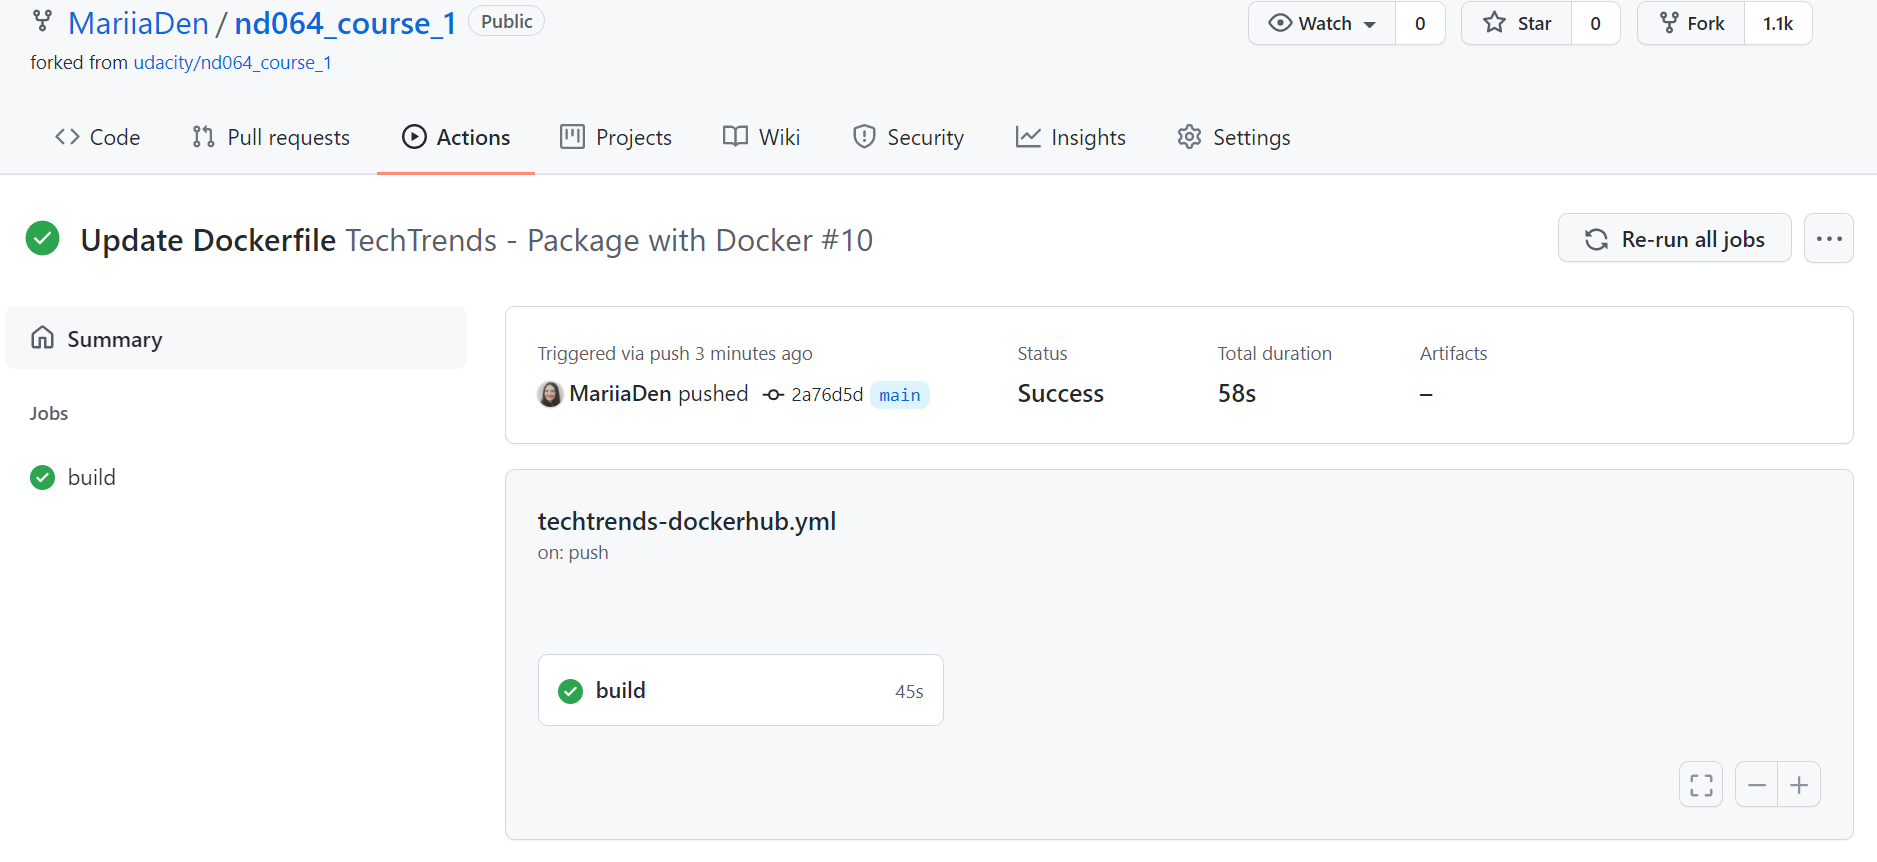 MariiaDen / nd064_course_1 Public
Watch 0 Star 0 Fork 1.1k
forked from udacity/nd064_course_1
Code Pull requests Actions Projects Wiki Security Insights Settings
Update Dockerfile TechTrends - Package with Docker #10
Re-run all jobs
Summary
Jobs
build
Triggered via push 3 minutes ago
MariiaDen pushed 2a76d5d main
Status
Success
Total duration
58s
Artifacts
–
techtrends-dockerhub.yml
on: push
build 45s